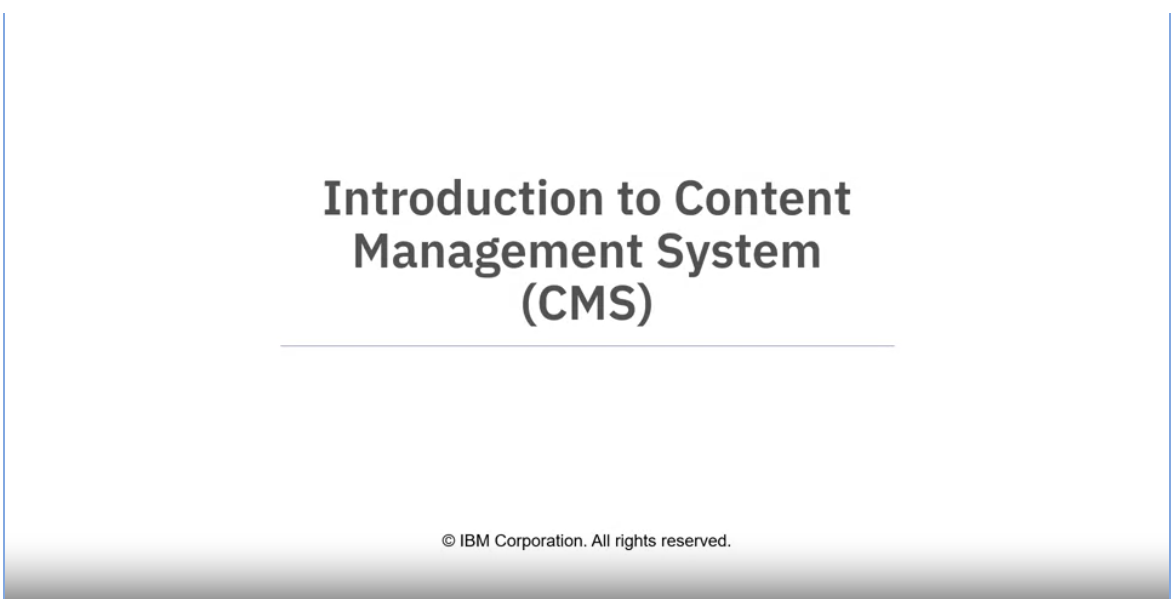 Introduction to Content
Management System
(CMS)
© IBM Corporation. All rights reserved.